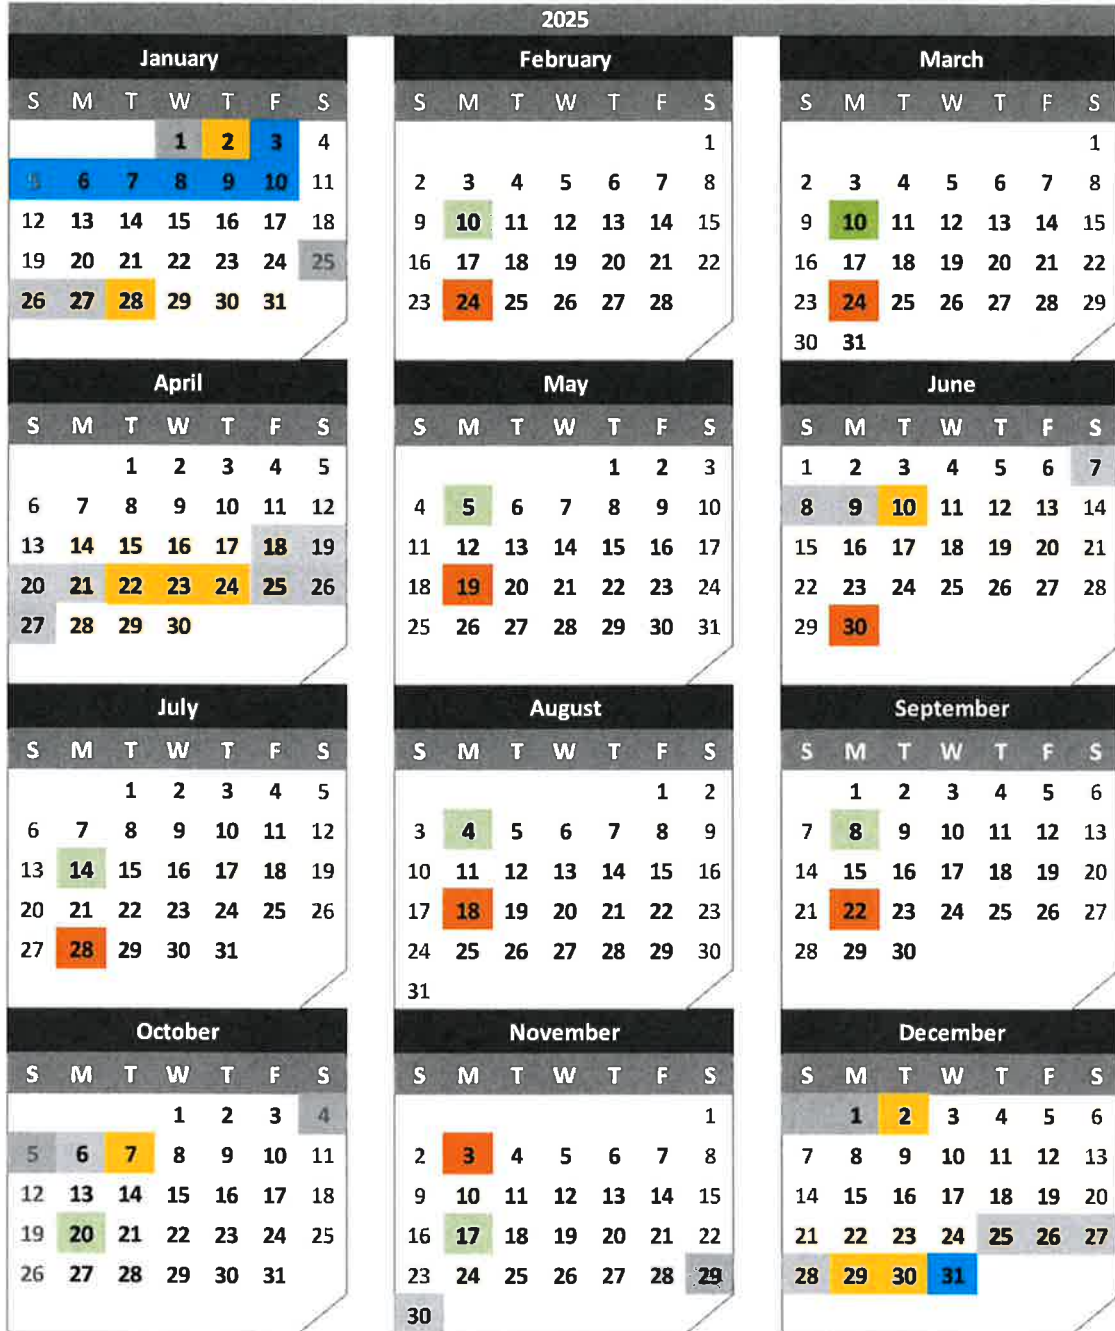 2025
January
S M T W T F S
1 2 3 4
5 6 7 8 9 10 11
12 13 14 15 16 17 18
19 20 21 22 23 24 25
26 27 28 29 30 31
February
S M T W T F S
1
2 3 4 5 6 7 8
9 10 11 12 13 14 15
16 17 18 19 20 21 22
23 24 25 26 27 28
March
S M T W T F S
1
2 3 4 5 6 7 8
9 10 11 12 13 14 15
16 17 18 19 20 21 22
23 24 25 26 27 28 29
30 31
April
S M T W T F S
1 2 3 4 5
6 7 8 9 10 11 12
13 14 15 16 17 18 19
20 21 22 23 24 25 26
27 28 29 30
May
S M T W T F S
1 2 3
4 5 6 7 8 9 10
11 12 13 14 15 16 17
18 19 20 21 22 23 24
25 26 27 28 29 30 31
June
S M T W T F S
1 2 3 4 5 6 7
8 9 10 11 12 13 14
15 16 17 18 19 20 21
22 23 24 25 26 27 28
29 30
July
S M T W T F S
1 2 3 4 5
6 7 8 9 10 11 12
13 14 15 16 17 18 19
20 21 22 23 24 25 26
27 28 29 30 31
August
S M T W T F S
1 2
3 4 5 6 7 8 9
10 11 12 13 14 15 16
17 18 19 20 21 22 23
24 25 26 27 28 29 30
31
September
S M T W T F S
1 2 3 4 5 6
7 8 9 10 11 12 13
14 15 16 17 18 19 20
21 22 23 24 25 26 27
28 29 30
October
S M T W T F S
1 2 3 4
5 6 7 8 9 10 11
12 13 14 15 16 17 18
19 20 21 22 23 24 25
26 27 28 29 30 31
November
S M T W T F S
1
2 3 4 5 6 7 8
9 10 11 12 13 14 15
16 17 18 19 20 21 22
23 24 25 26 27 28 29
30
December
S M T W T F S
1 2 3 4 5 6
7 8 9 10 11 12 13
14 15 16 17 18 19 20
21 22 23 24 25 26 27
28 29 30 31